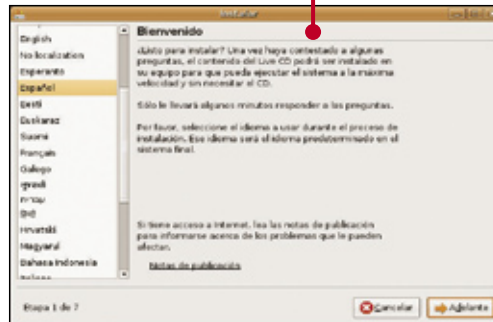 Instalar
English
No localization
Esperanto
Español
Eesti
Euskaraz
Suomi
Français
Galego
Hrvatski
Magyarul
Bahasa Indonesia
Bienvenido
¿Listo para instalar? Una vez haya contestado a algunas
preguntas, el contenido del Live CD podrá ser instalado en
su equipo para que pueda ejecutar el sistema a la máxima
velocidad y sin necesitar el CD.
Sólo le llevará algunos minutos responder a las preguntas.
Por favor, seleccione el idioma a usar durante el proceso de
instalación. Ese idioma será el idioma predeterminado en el
sistema final.
Si tiene acceso a Internet, lea las notas de publicación
para informarse acerca de los problemas que le pueden
afectar.
Notas de publicación
Etapa 1 de 7
Cancelar
Adelante